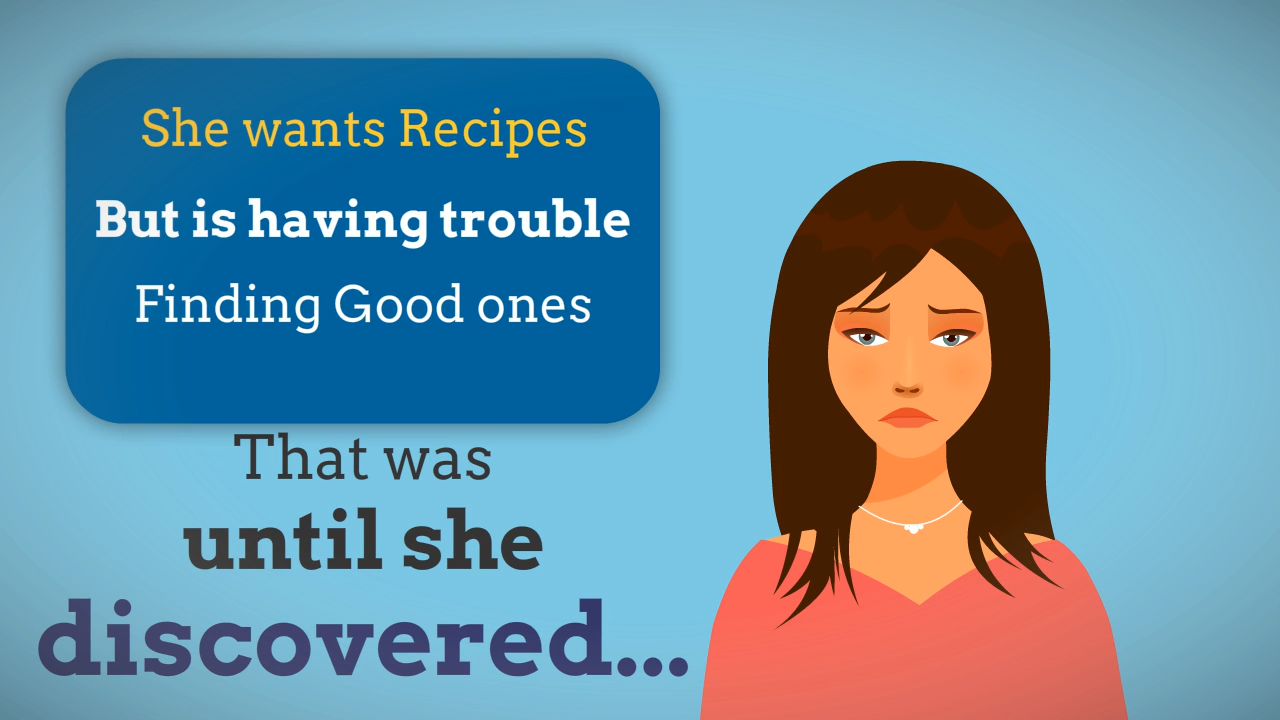 She wants Recipes
But is having trouble
Finding Good ones
That was
until she
discovered...